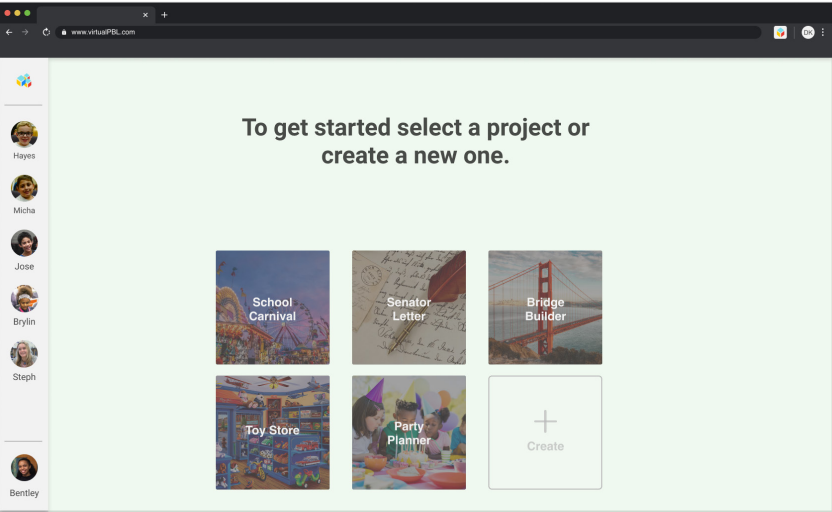 www.virtualPBL.com
DK
To get started select a project or
create a new one.
Hayes
Micha
Jose
Brylin
Steph
Bentley
School
Carnival
Senator
Letter
Bridge
Builder
Toy Store
Party
Planner
Create